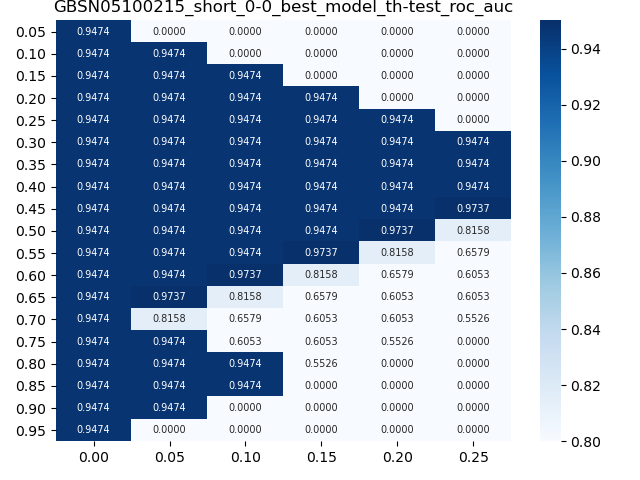 GBSN05100215_short_0-0_best_model_th-test_roc_auc
0.05 0.9474 0.0000 0.0000 0.0000 0.0000 0.0000
0.10 0.9474 0.9474 0.0000 0.0000 0.0000 0.0000
0.15 0.9474 0.9474 0.9474 0.0000 0.0000 0.0000
0.20 0.9474 0.9474 0.9474 0.9474 0.0000 0.0000
0.25 0.9474 0.9474 0.9474 0.9474 0.9474 0.0000
0.30 0.9474 0.9474 0.9474 0.9474 0.9474 0.9474
0.35 0.9474 0.9474 0.9474 0.9474 0.9474 0.9474
0.40 0.9474 0.9474 0.9474 0.9474 0.9474 0.9474
0.45 0.9474 0.9474 0.9474 0.9474 0.9474 0.9737
0.50 0.9474 0.9474 0.9474 0.9474 0.9737 0.8158
0.55 0.9474 0.9474 0.9474 0.9737 0.8158 0.6579
0.60 0.9474 0.9474 0.9737 0.8158 0.6579 0.6053
0.65 0.9474 0.9737 0.8158 0.6579 0.6053 0.6053
0.70 0.9474 0.8158 0.6579 0.6053 0.6053 0.5526
0.75 0.9474 0.9474 0.6053 0.6053 0.5526 0.0000
0.80 0.9474 0.9474 0.9474 0.5526 0.0000 0.0000
0.85 0.9474 0.9474 0.9474 0.0000 0.0000 0.0000
0.90 0.9474 0.9474 0.0000 0.0000 0.0000 0.0000
0.95 0.9474 0.0000 0.0000 0.0000 0.0000 0.0000
0.00 0.05 0.10 0.15 0.20 0.25
0.94
0.92
0.90
0.88
0.86
0.84
0.82
0.80